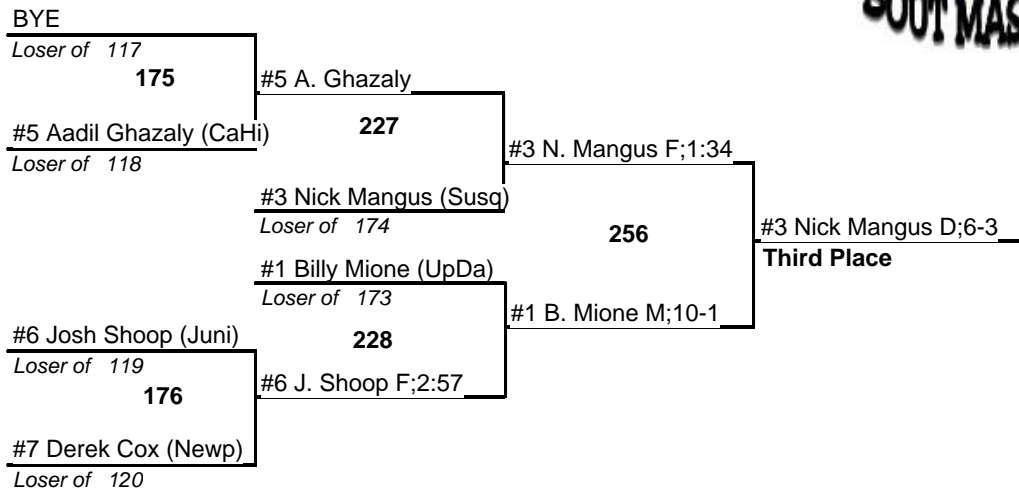 BYE
Loser of 117
175
#5 A. Ghazaly
#5 Aadil Ghazaly (CaHi)
Loser of 118
227
#3 N. Mangus F;1:34
#3 Nick Mangus (Susq)
Loser of 174
256
#3 Nick Mangus D;6-3
Third Place
#1 Billy Mione (UpDa)
Loser of 173
#1 B. Mione M;10-1
#6 Josh Shoop (Juni)
Loser of 119
228
176
#6 J. Shoop F;2:57
#7 Derek Cox (Newp)
Loser of 120